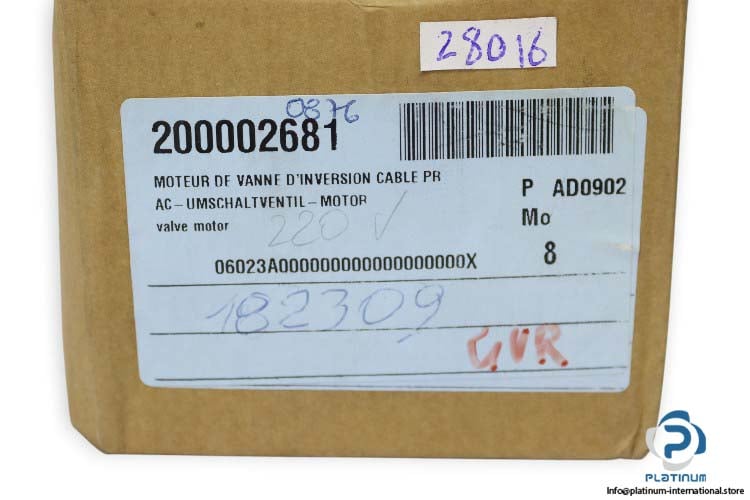 28016
0876
200002681
MOTEUR DE VANNE D'INVERSION CABLE PR
AC-UMSCHALTVENTIL-MOTOR
valve motor
220 V
P AD0902
Mo
8
06023A0000000000000000000X
182309
G.V.R.
PLATINUM
Info@platinum-international.store